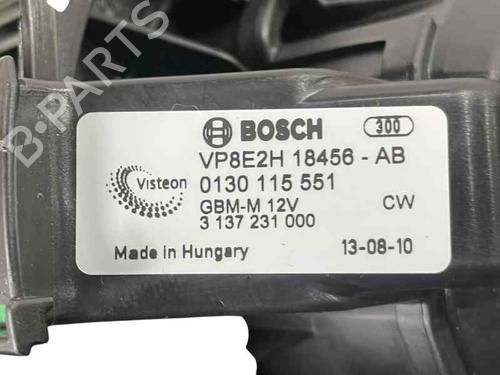 BOSCH 300
VP8E2H 18456 - AB
Visteon 0130 115 551
GBM-M 12V CW
3 137 231 000
Made in Hungary 13-08-10
B-PARTS